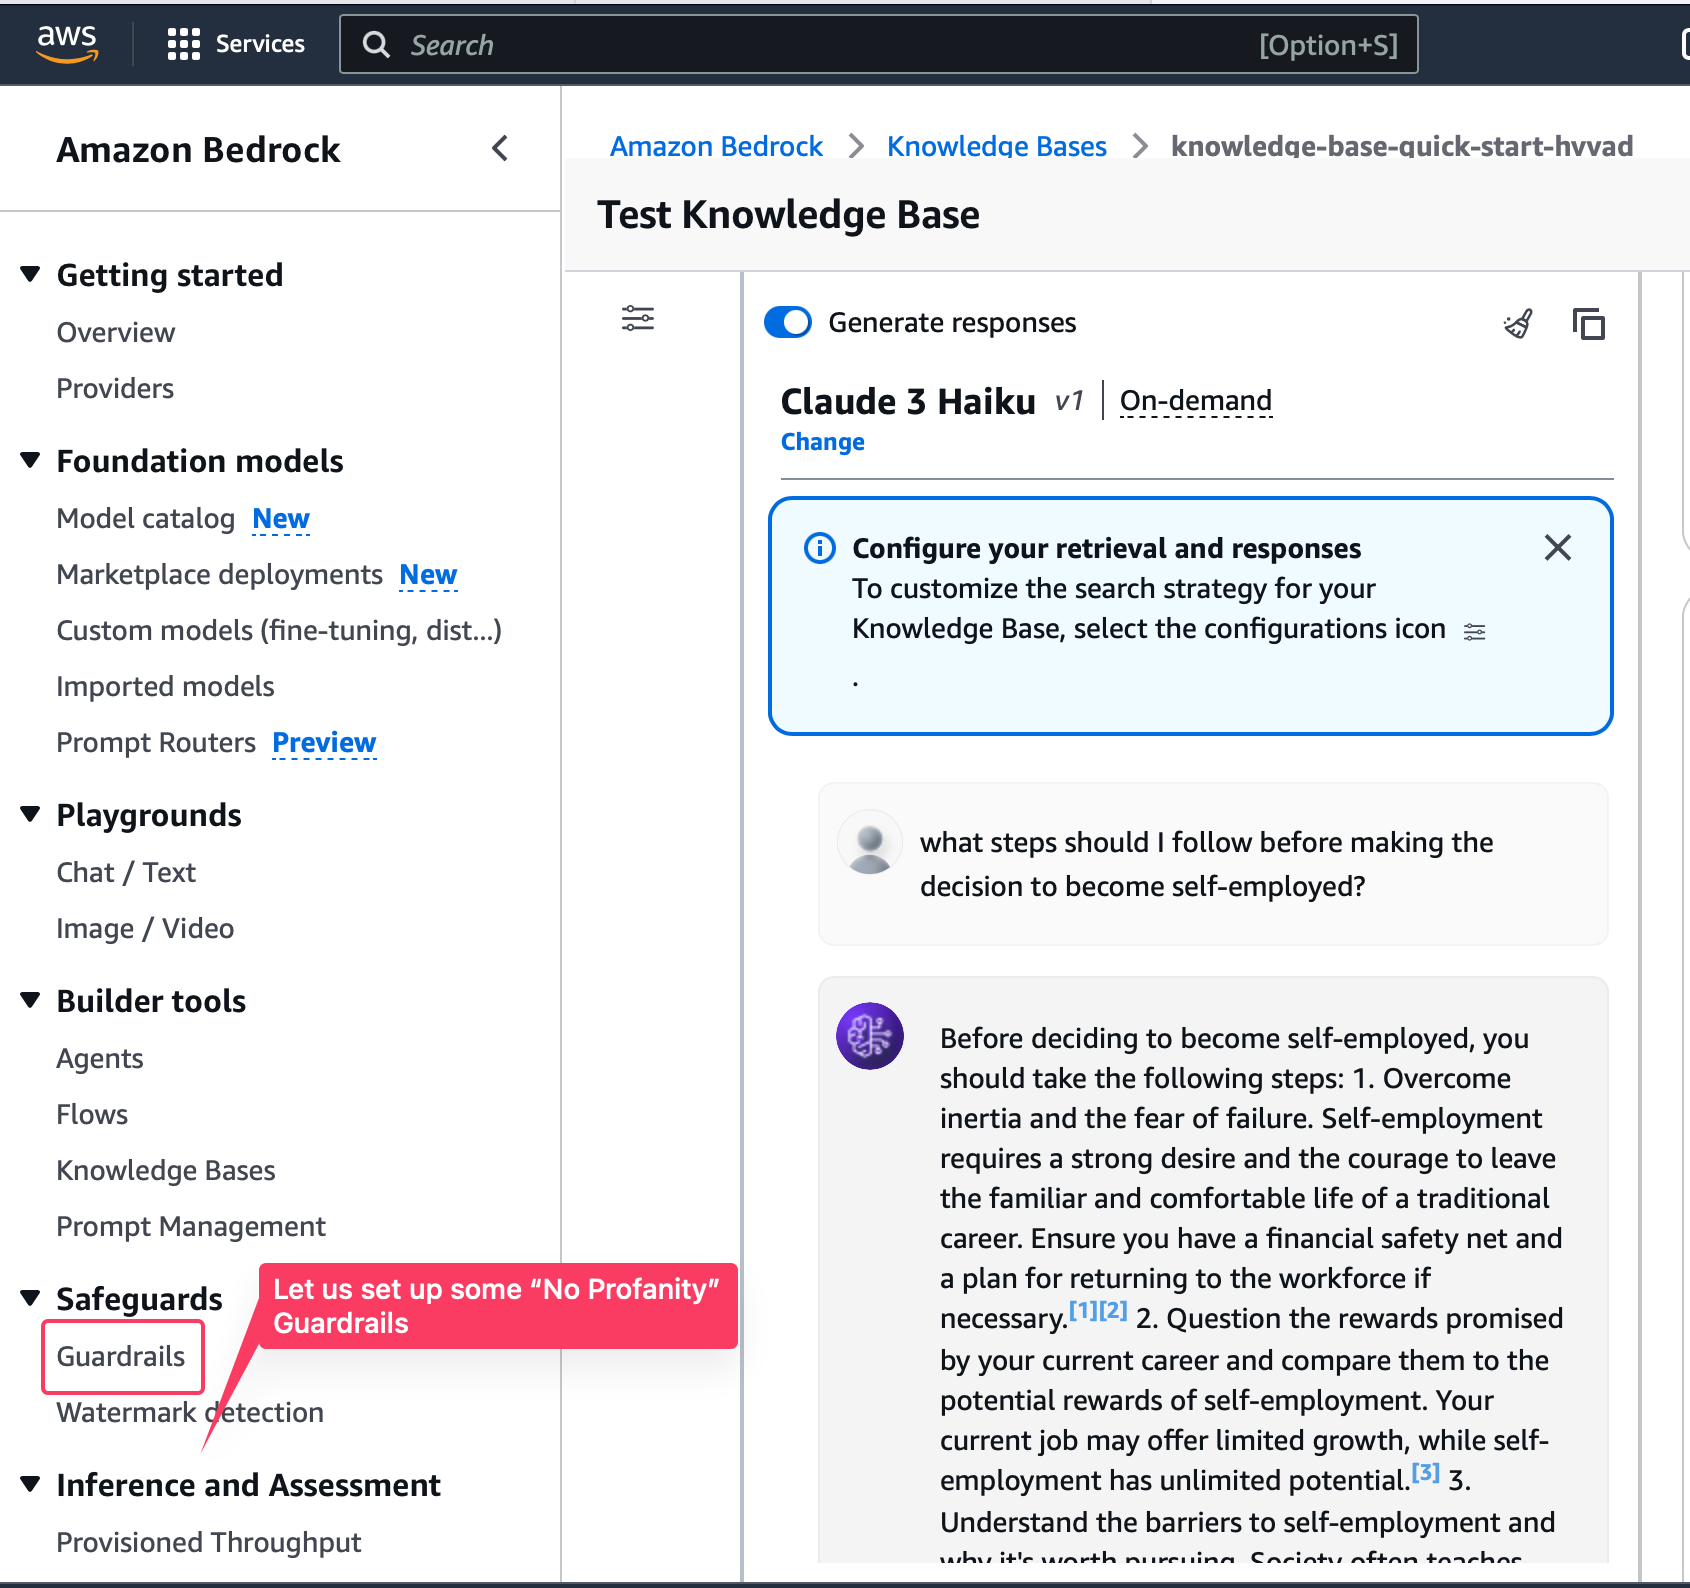 aws
Services
Search
[Option+S]
Amazon Bedrock
Getting started
Overview
Providers
Foundation models
Model catalog New
Marketplace deployments New
Custom models (fine-tuning, dist...)
Imported models
Prompt Routers Preview
Playgrounds
Chat / Text
Image / Video
Builder tools
Agents
Flows
Knowledge Bases
Prompt Management
Safeguards
Guardrails
Watermark detection
Inference and Assessment
Provisioned Throughput
Let us set up some “No Profanity”
Guardrails
Amazon Bedrock > Knowledge Bases > knowledge-base-quick-start-hvvad
Test Knowledge Base
Generate responses
Claude 3 Haiku v1 | On-demand
Change
Configure your retrieval and responses
To customize the search strategy for your
Knowledge Base, select the configurations icon
.
what steps should I follow before making the
decision to become self-employed?
Before deciding to become self-employed, you
should take the following steps: 1. Overcome
inertia and the fear of failure. Self-employment
requires a strong desire and the courage to leave
the familiar and comfortable life of a traditional
career. Ensure you have a financial safety net and
a plan for returning to the workforce if
necessary.[1][2] 2. Question the rewards promised
by your current career and compare them to the
potential rewards of self-employment. Your
current job may offer limited growth, while self-
employment has unlimited potential.[3] 3.
Understand the barriers to self-employment and
why it's worth pursuing. Society often teaches